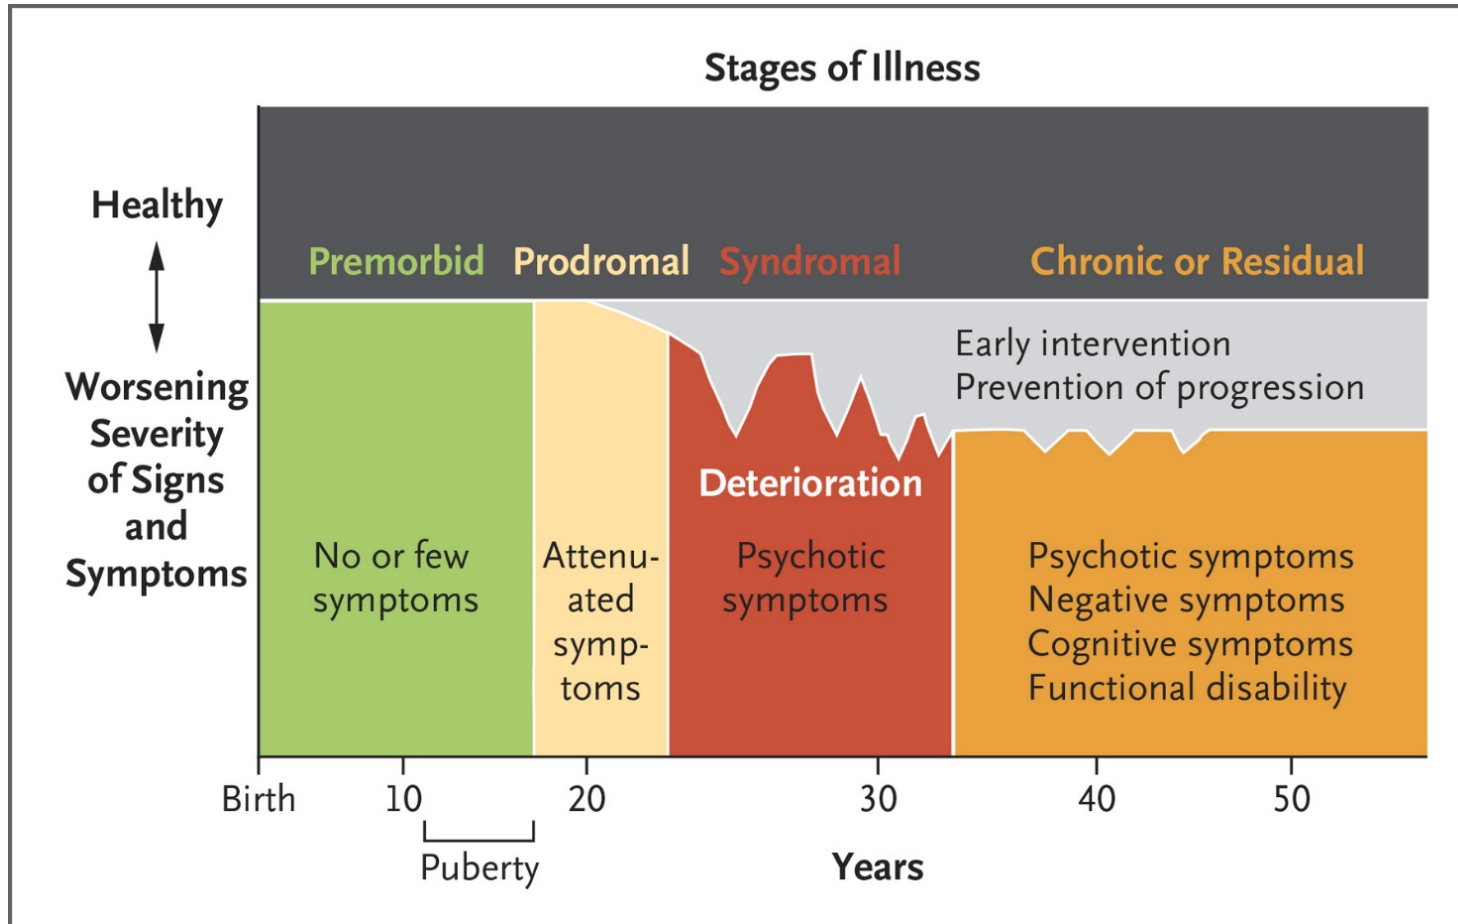 Stages of Illness
Healthy
Worsening
Severity
of Signs
and
Symptoms
Premorbid
Prodromal
Syndromal
Chronic or Residual
Early intervention
Prevention of progression
Deterioration
No or few
symptoms
Attenu-
ated
symp-
toms
Psychotic
symptoms
Psychotic symptoms
Negative symptoms
Cognitive symptoms
Functional disability
Birth 10 20 30 40 50
Puberty
Years